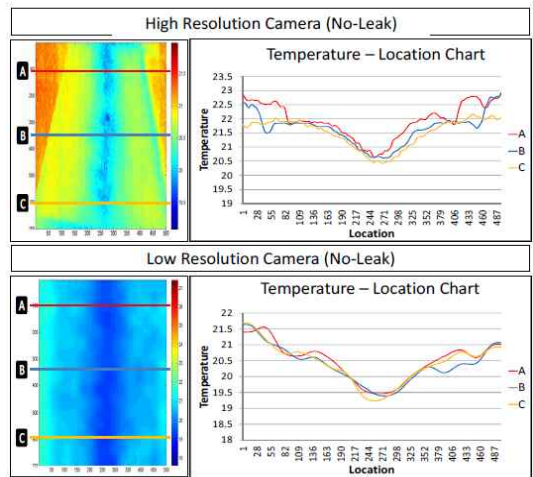 High Resolution Camera (No-Leak)
A
B
C
Temperature – Location Chart
Temperature
23.5
23
22.5
22
21.5
21
20.5
20
19.5
19
1
28
55
82
109
136
163
190
217
244
271
298
325
352
379
406
433
460
487
Location
A
B
C
Low Resolution Camera (No-Leak)
A
B
C
Temperature – Location Chart
Temperature
22
21.5
21
20.5
20
19.5
19
18.5
18
1
28
55
82
109
136
163
190
217
244
271
298
325
352
379
406
433
460
487
Location
A
B
C